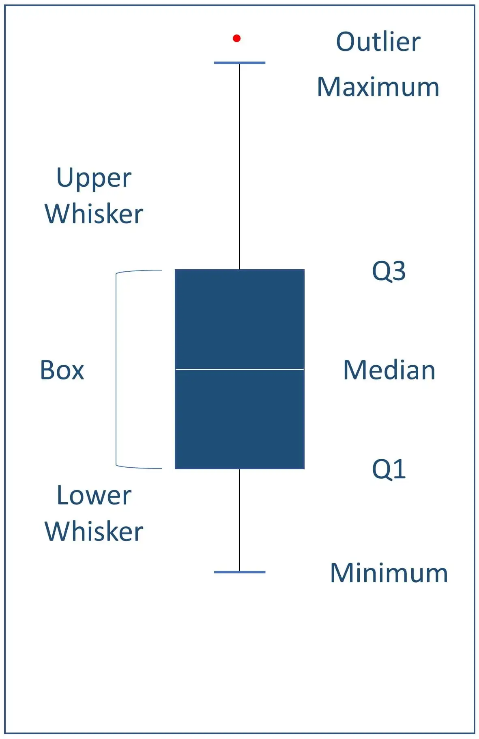 Outlier
Maximum
Upper
Whisker
Q3
Box
Median
Q1
Lower
Whisker
Minimum